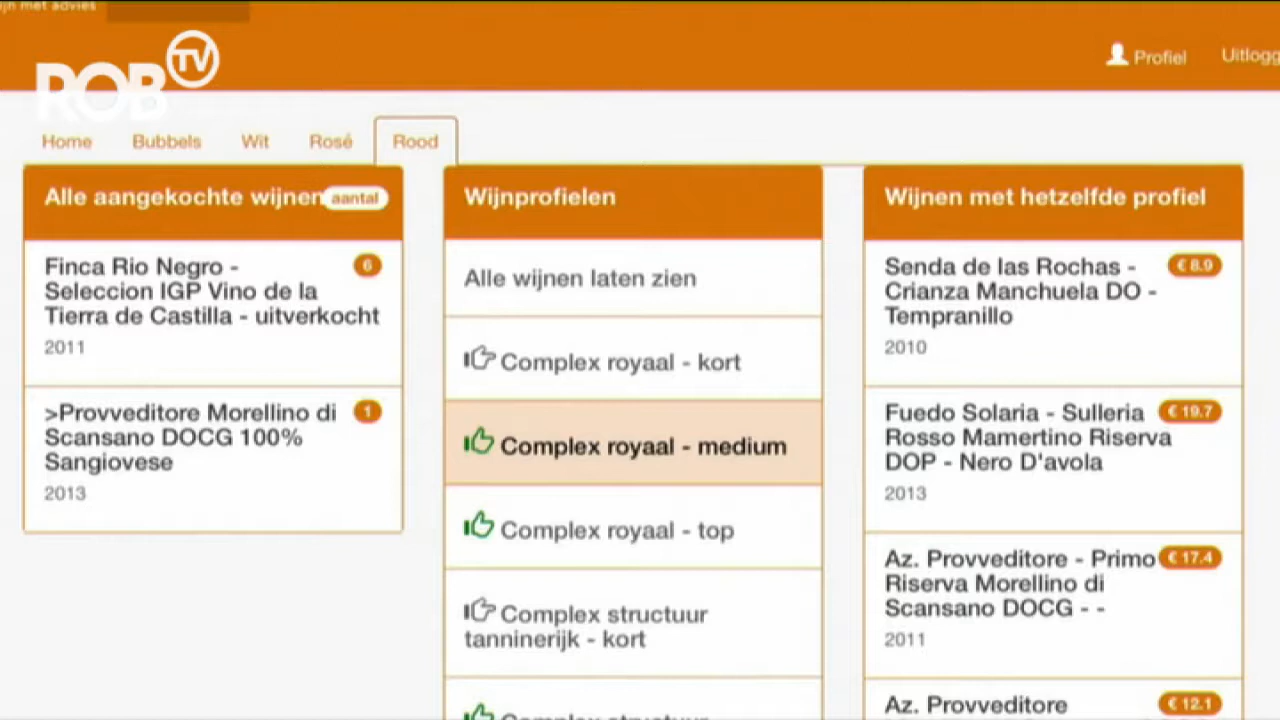 ijn met advies
ROB TV
Profiel
Uitlogg
Home
Bubbels
Wit
Rosé
Rood
Alle aangekochte wijnen aantal
Finca Rio Negro - 6
Seleccion IGP Vino de la
Tierra de Castilla - uitverkocht
2011
>Provveditore Morellino di 1
Scansano DOCG 100%
Sangiovese
2013
Wijnprofielen
Alle wijnen laten zien
Complex royaal - kort
Complex royaal - medium
Complex royaal - top
Complex structuur
tanninerijk - kort
Complex structuur
Wijnen met hetzelfde profiel
Senda de las Rochas - € 8.9
Crianza Manchuela DO -
Tempranillo
2010
Fuedo Solaria - Sulleria € 19.7
Rosso Mamertino Riserva
DOP - Nero D'avola
2013
Az. Provveditore - Primo € 17.4
Riserva Morellino di
Scansano DOCG - -
2011
Az. Provveditore € 12.1